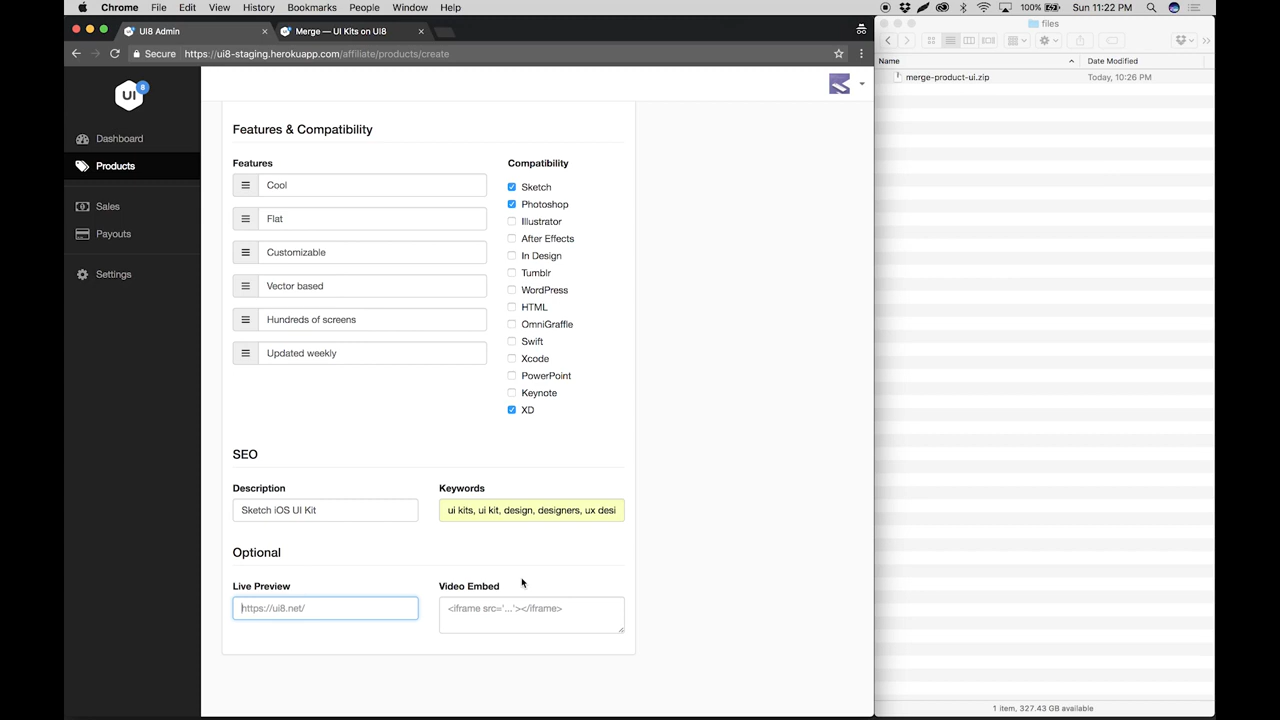 Chrome File Edit View History Bookmarks People Window Help
100% Sun 11:22 PM
UI8 Admin
Merge — UI Kits on UI8
files
Secure https://ui8-staging.herokuapp.com/affiliate/products/create
Name Date Modified
merge-product-ui.zip Today, 10:26 PM
UI 8
Dashboard
Products
Sales
Payouts
Settings
Features & Compatibility
Features
Cool
Flat
Customizable
Vector based
Hundreds of screens
Updated weekly
Compatibility
Sketch
Photoshop
Illustrator
After Effects
In Design
Tumblr
WordPress
HTML
OmniGraffle
Swift
Xcode
PowerPoint
Keynote
XD
SEO
Description
Sketch iOS UI Kit
Keywords
ui kits, ui kit, design, designers, ux desi
Optional
Live Preview
https://ui8.net/
Video Embed
<iframe src='...'></iframe>
1 item, 327.43 GB available